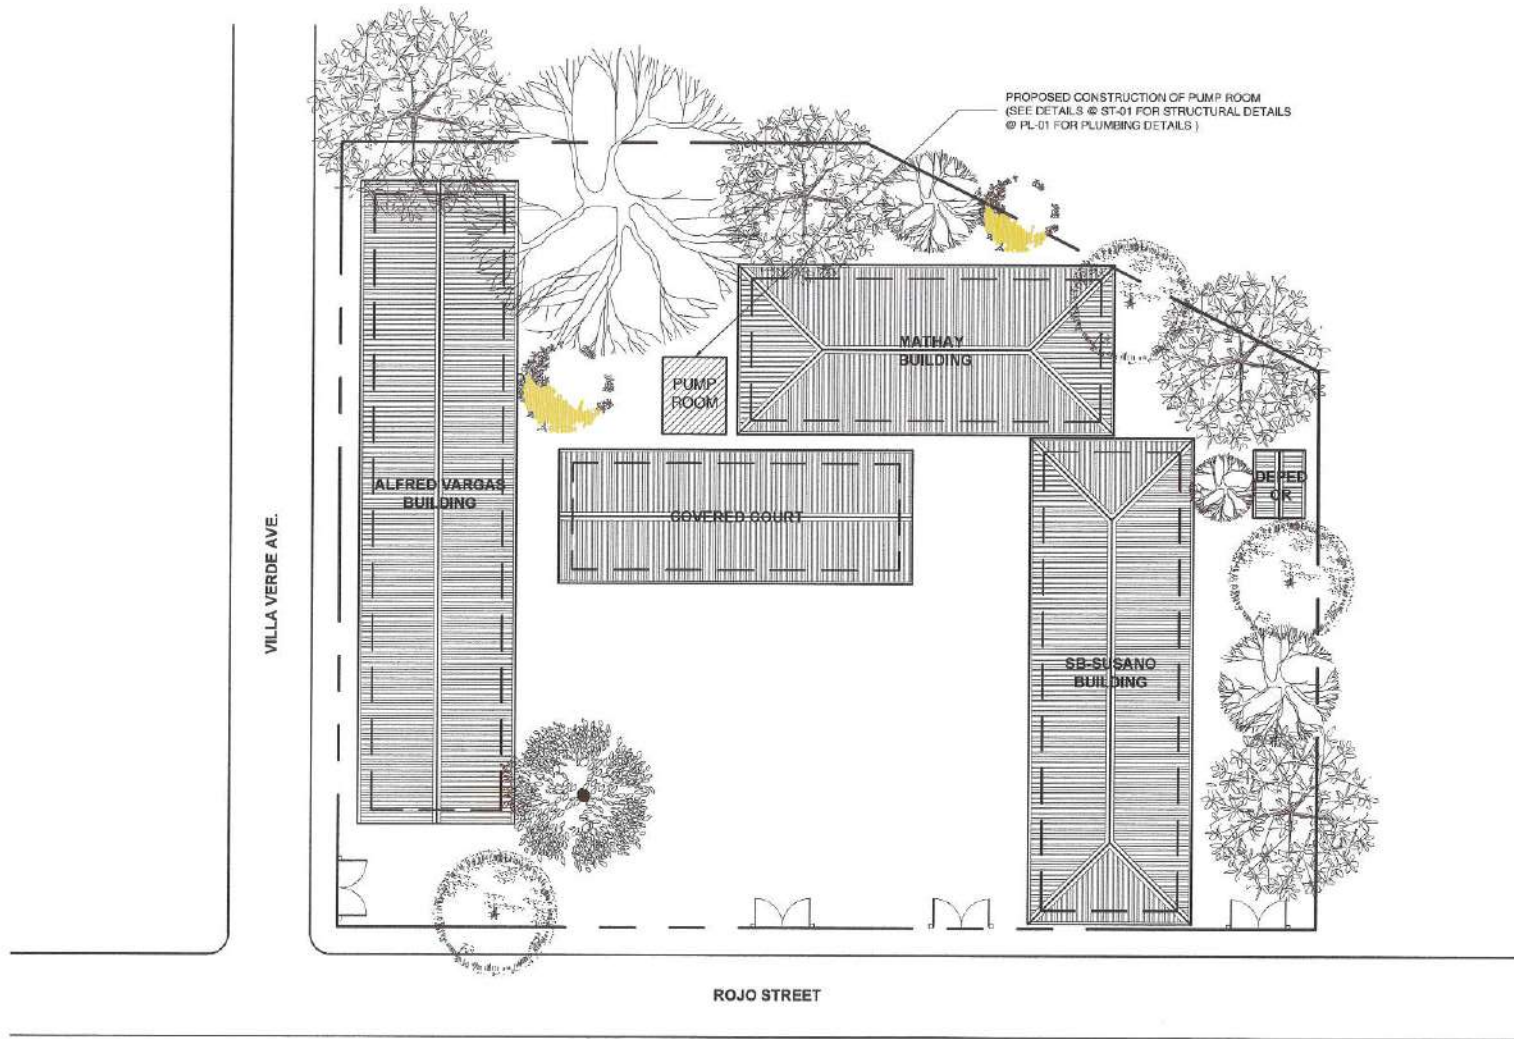 PROPOSED CONSTRUCTION OF PUMP ROOM
(SEE DETAILS @ ST-01 FOR STRUCTURAL DETAILS
@ PL-01 FOR PLUMBING DETAILS )
MATHAY
BUILDING
PUMP
ROOM
ALFRED VARGAS
BUILDING
COVERED COURT
DEPED
CR
VILLA VERDE AVE.
SB-SUSANO
BUILDING
ROJO STREET